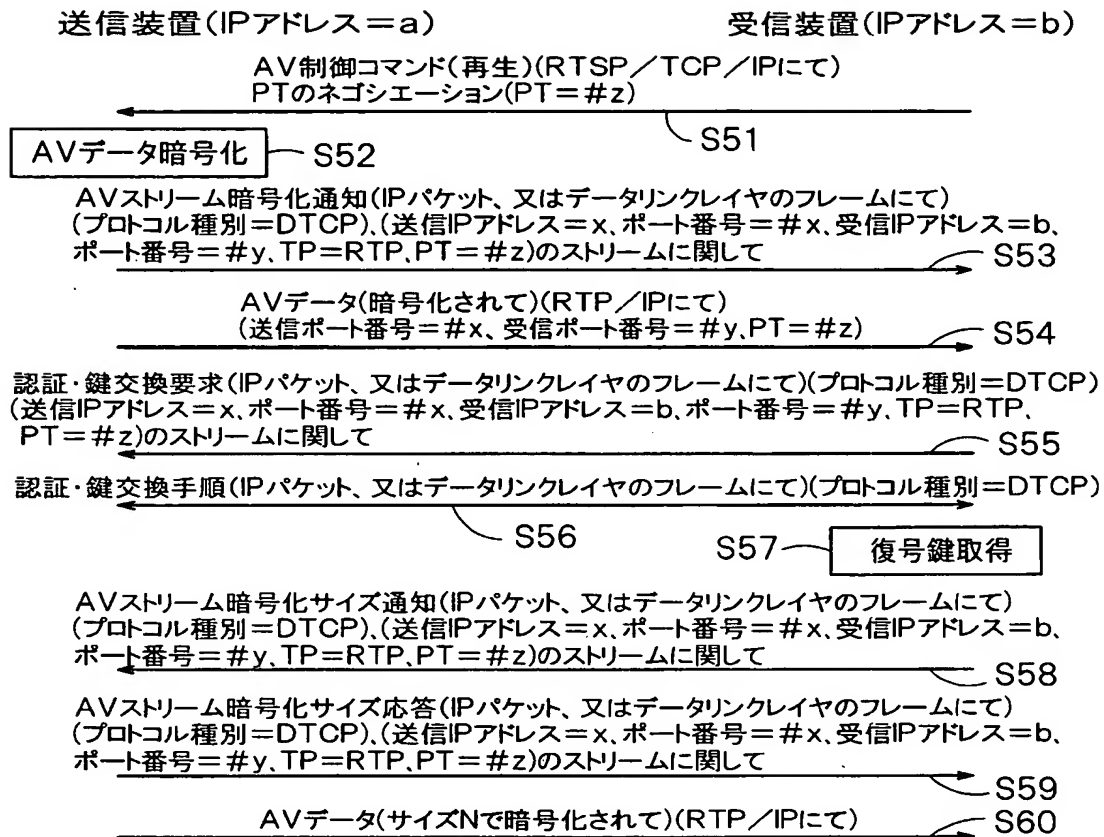 送信装置(IPアドレス=a)
受信装置(IPアドレス=b)
AV制御コマンド(再生)(RTSP/TCP/IPにて)
PTのネゴシエーション(PT=#z)
S51
AVデータ暗号化
S52
AVストリーム暗号化通知(IPパケット、又はデータリンクレイヤのフレームにて)
(プロトコル種別=DTCP)、(送信IPアドレス=x、ポート番号=#x、受信IPアドレス=b、
ポート番号=#y、TP=RTP、PT=#z)のストリームに関して
S53
AVデータ(暗号化されて)(RTP/IPにて)
(送信ポート番号=#x、受信ポート番号=#y、PT=#z)
S54
認証・鍵交換要求(IPパケット、又はデータリンクレイヤのフレームにて)(プロトコル種別=DTCP)
(送信IPアドレス=x、ポート番号=#x、受信IPアドレス=b、ポート番号=#y、TP=RTP、
PT=#z)のストリームに関して
S55
認証・鍵交換手順(IPパケット、又はデータリンクレイヤのフレームにて)(プロトコル種別=DTCP)
S56
S57
復号鍵取得
AVストリーム暗号化サイズ通知(IPパケット、又はデータリンクレイヤのフレームにて)
(プロトコル種別=DTCP)、(送信IPアドレス=x、ポート番号=#x、受信IPアドレス=b、
ポート番号=#y、TP=RTP、PT=#z)のストリームに関して
S58
AVストリーム暗号化サイズ応答(IPパケット、又はデータリンクレイヤのフレームにて)
(プロトコル種別=DTCP)、(送信IPアドレス=x、ポート番号=#x、受信IPアドレス=b、
ポート番号=#y、TP=RTP、PT=#z)のストリームに関して
S59
AVデータ(サイズNで暗号化されて)(RTP/IPにて)
S60